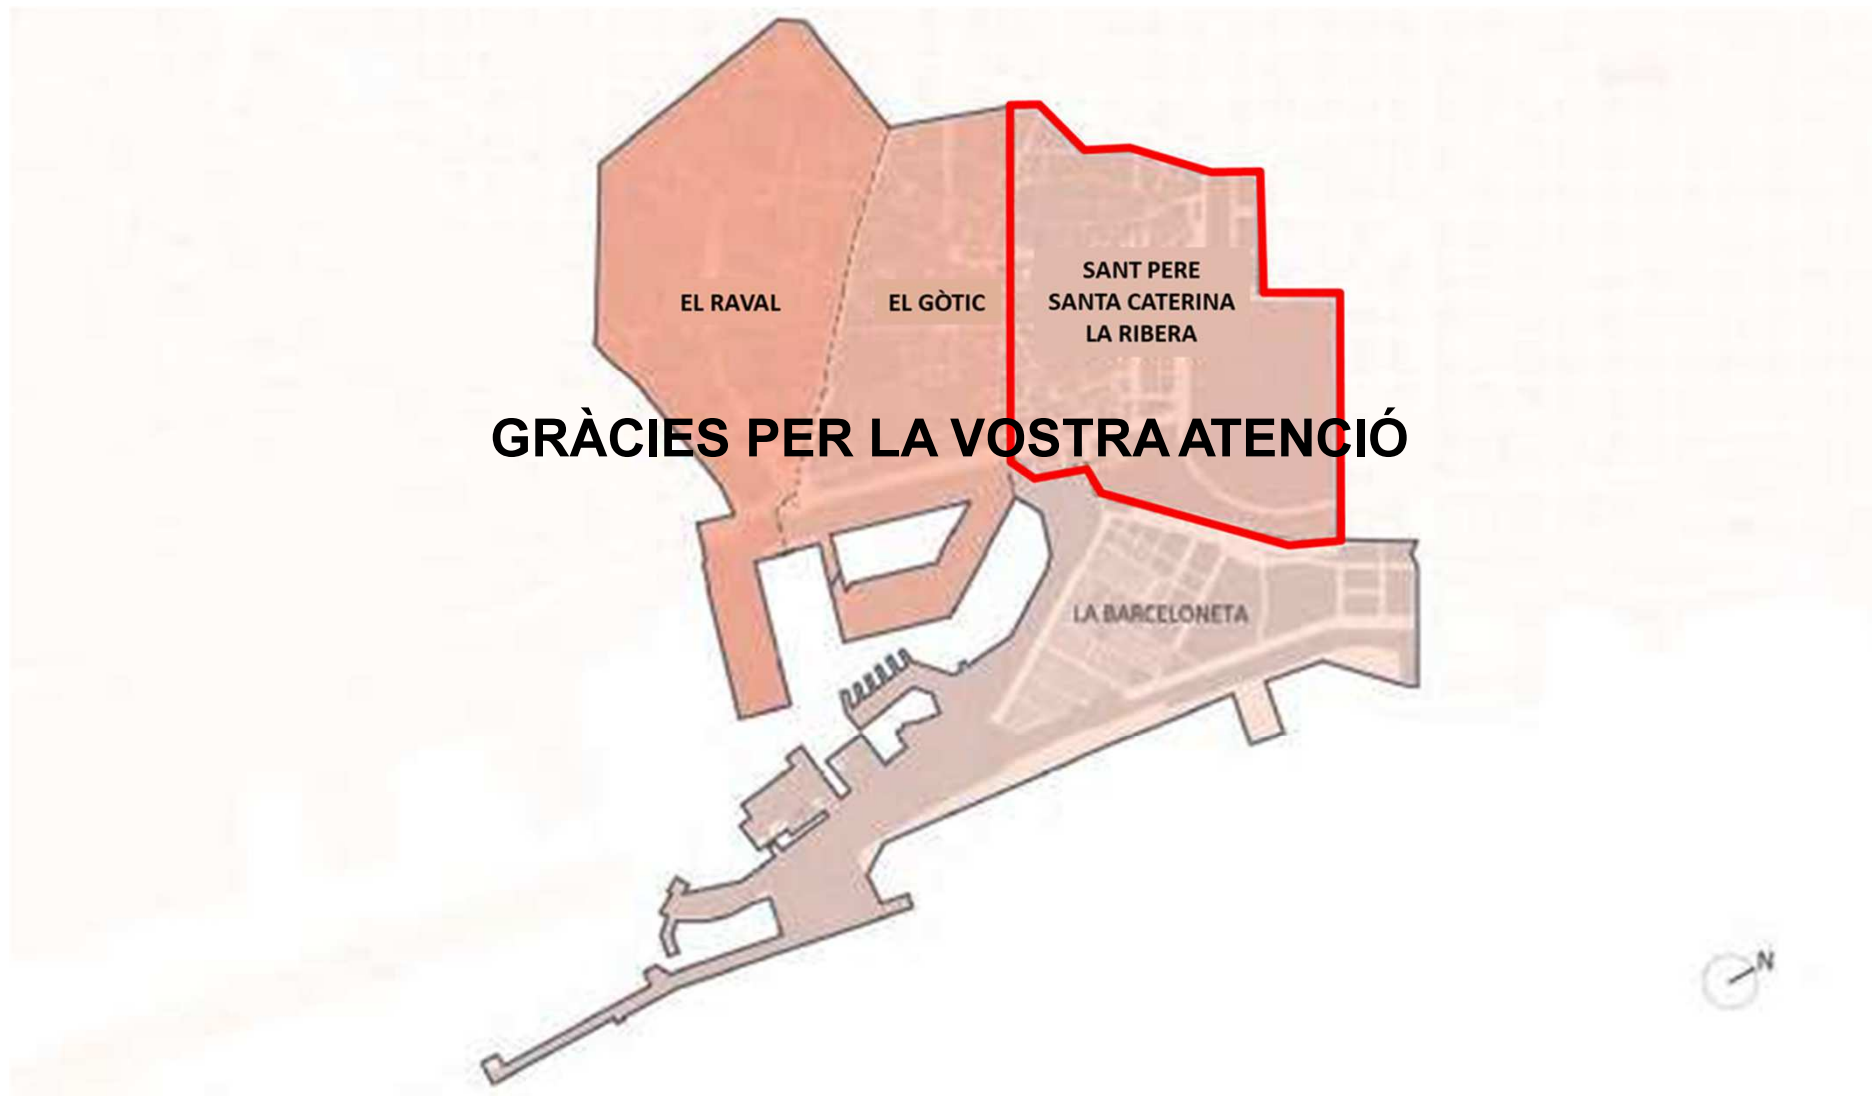 SANT PERE
SANTA CATERINA
LA RIBERA
EL RAVAL
EL GÒTIC
GRÀCIES PER LA VOSTRA ATENCIÓ
LA BARCELONETA
N